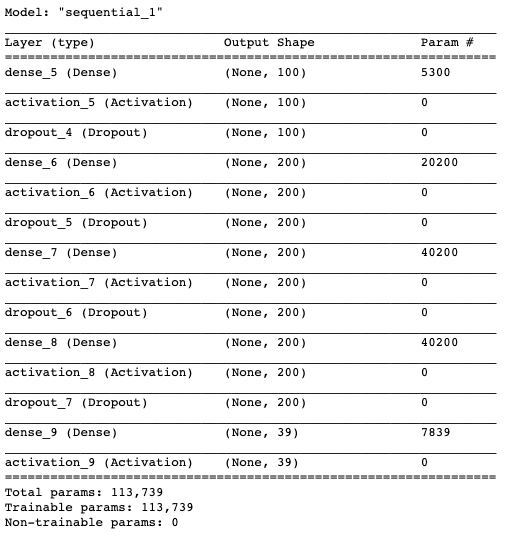 Model: "sequential_1"
Layer (type) Output Shape Param #
dense_5 (Dense) (None, 100) 5300
activation_5 (Activation) (None, 100) 0
dropout_4 (Dropout) (None, 100) 0
dense_6 (Dense) (None, 200) 20200
activation_6 (Activation) (None, 200) 0
dropout_5 (Dropout) (None, 200) 0
dense_7 (Dense) (None, 200) 40200
activation_7 (Activation) (None, 200) 0
dropout_6 (Dropout) (None, 200) 0
dense_8 (Dense) (None, 200) 40200
activation_8 (Activation) (None, 200) 0
dropout_7 (Dropout) (None, 200) 0
dense_9 (Dense) (None, 39) 7839
activation_9 (Activation) (None, 39) 0
Total params: 113,739
Trainable params: 113,739
Non-trainable params: 0